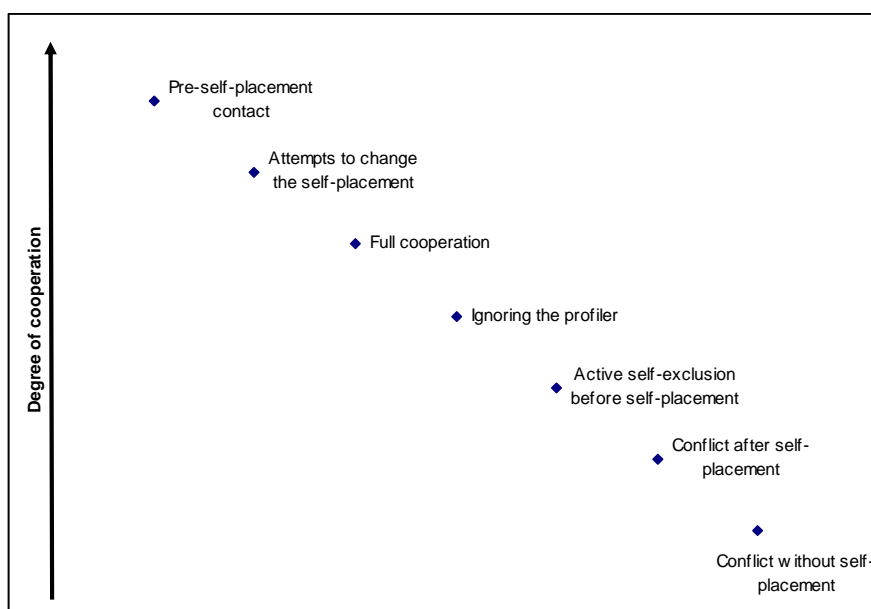 Pre-self-placement
contact
Attempts to change
the self-placement
Full cooperation
Ignoring the profiler
Active self-exclusion
before self-placement
Conflict after self-
placement
Conflict without self-
placement
Degree of cooperation